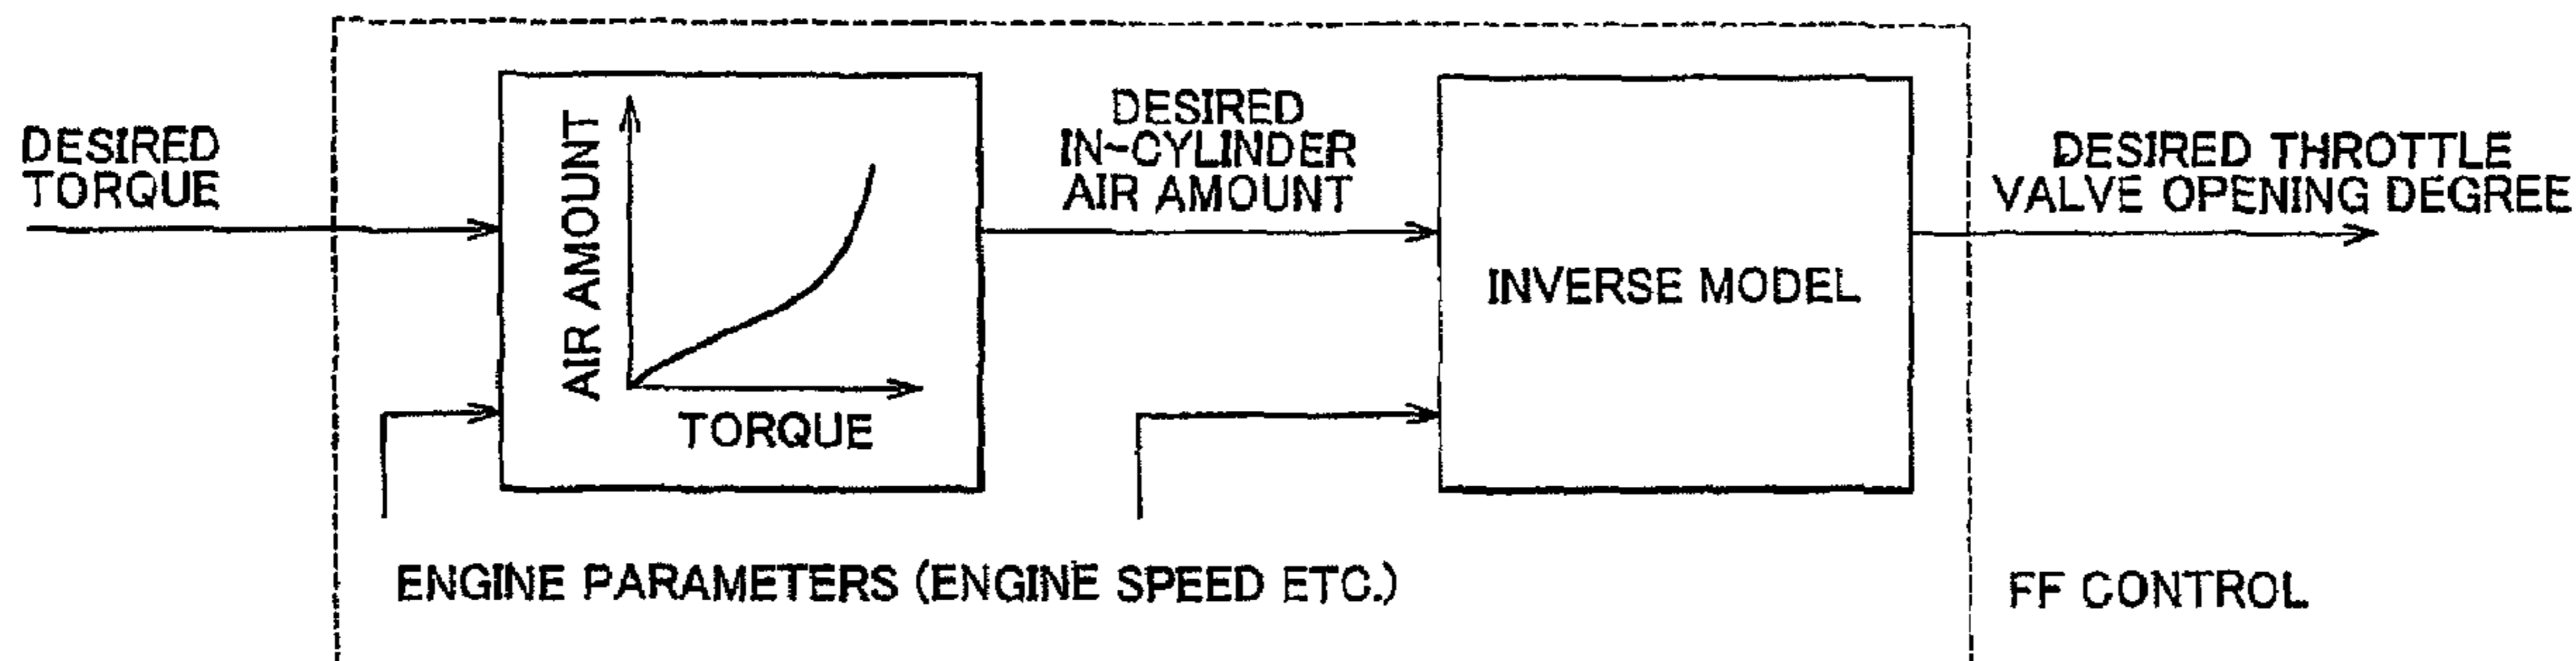 DESIRED
TORQUE
AIR AMOUNT
TORQUE
DESIRED
IN-CYLINDER
AIR AMOUNT
INVERSE MODEL
DESIRED THROTTLE
VALVE OPENING DEGREE
ENGINE PARAMETERS (ENGINE SPEED ETC.)
FF CONTROL